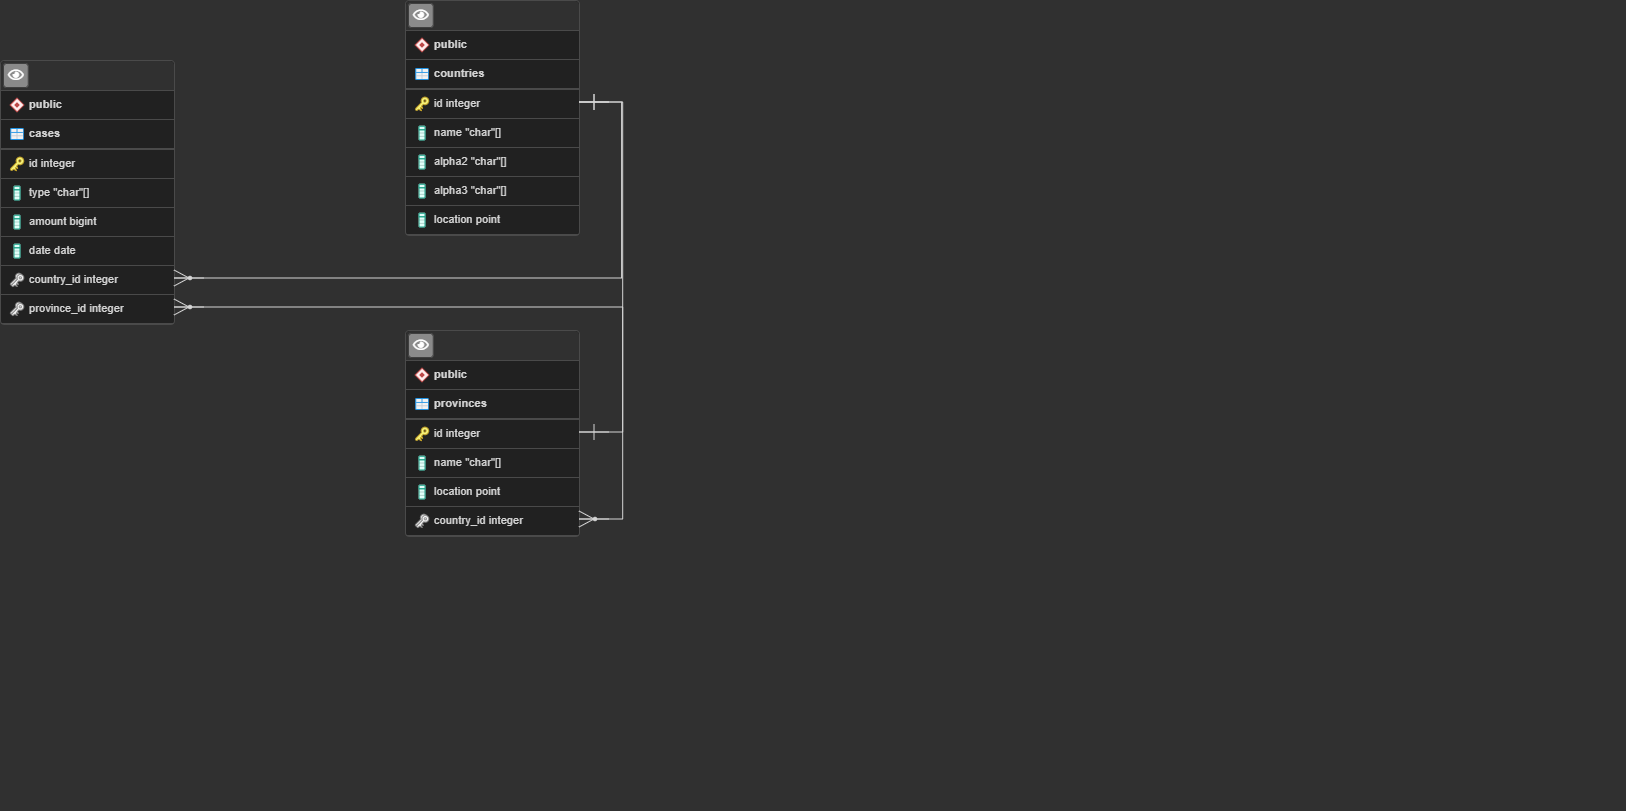 public
cases
id integer
type "char"[]
amount bigint
date date
country_id integer
province_id integer
public
countries
id integer
name "char"[]
alpha2 "char"[]
alpha3 "char"[]
location point
public
provinces
id integer
name "char"[]
location point
country_id integer